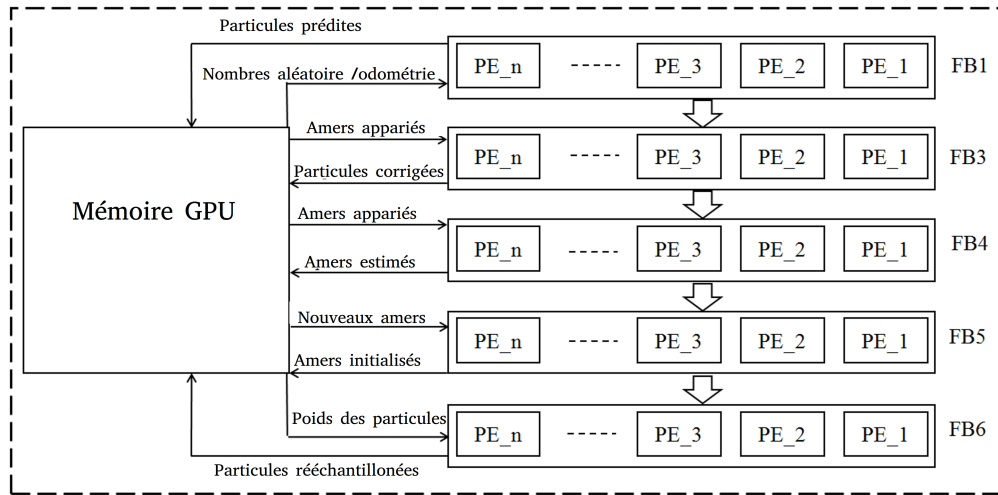 Particules prédites
Nombres aléatoire /odométrie
PE_n ----- PE_3 PE_2 PE_1 FB1
Amers appariés
Particules corrigées
PE_n ----- PE_3 PE_2 PE_1 FB3
Mémoire GPU
Amers appariés
Amers estimés
PE_n ----- PE_3 PE_2 PE_1 FB4
Nouveaux amers
Amers initialisés
PE_n ----- PE_3 PE_2 PE_1 FB5
Poids des particules
Particules rééchantillonées
PE_n ----- PE_3 PE_2 PE_1 FB6